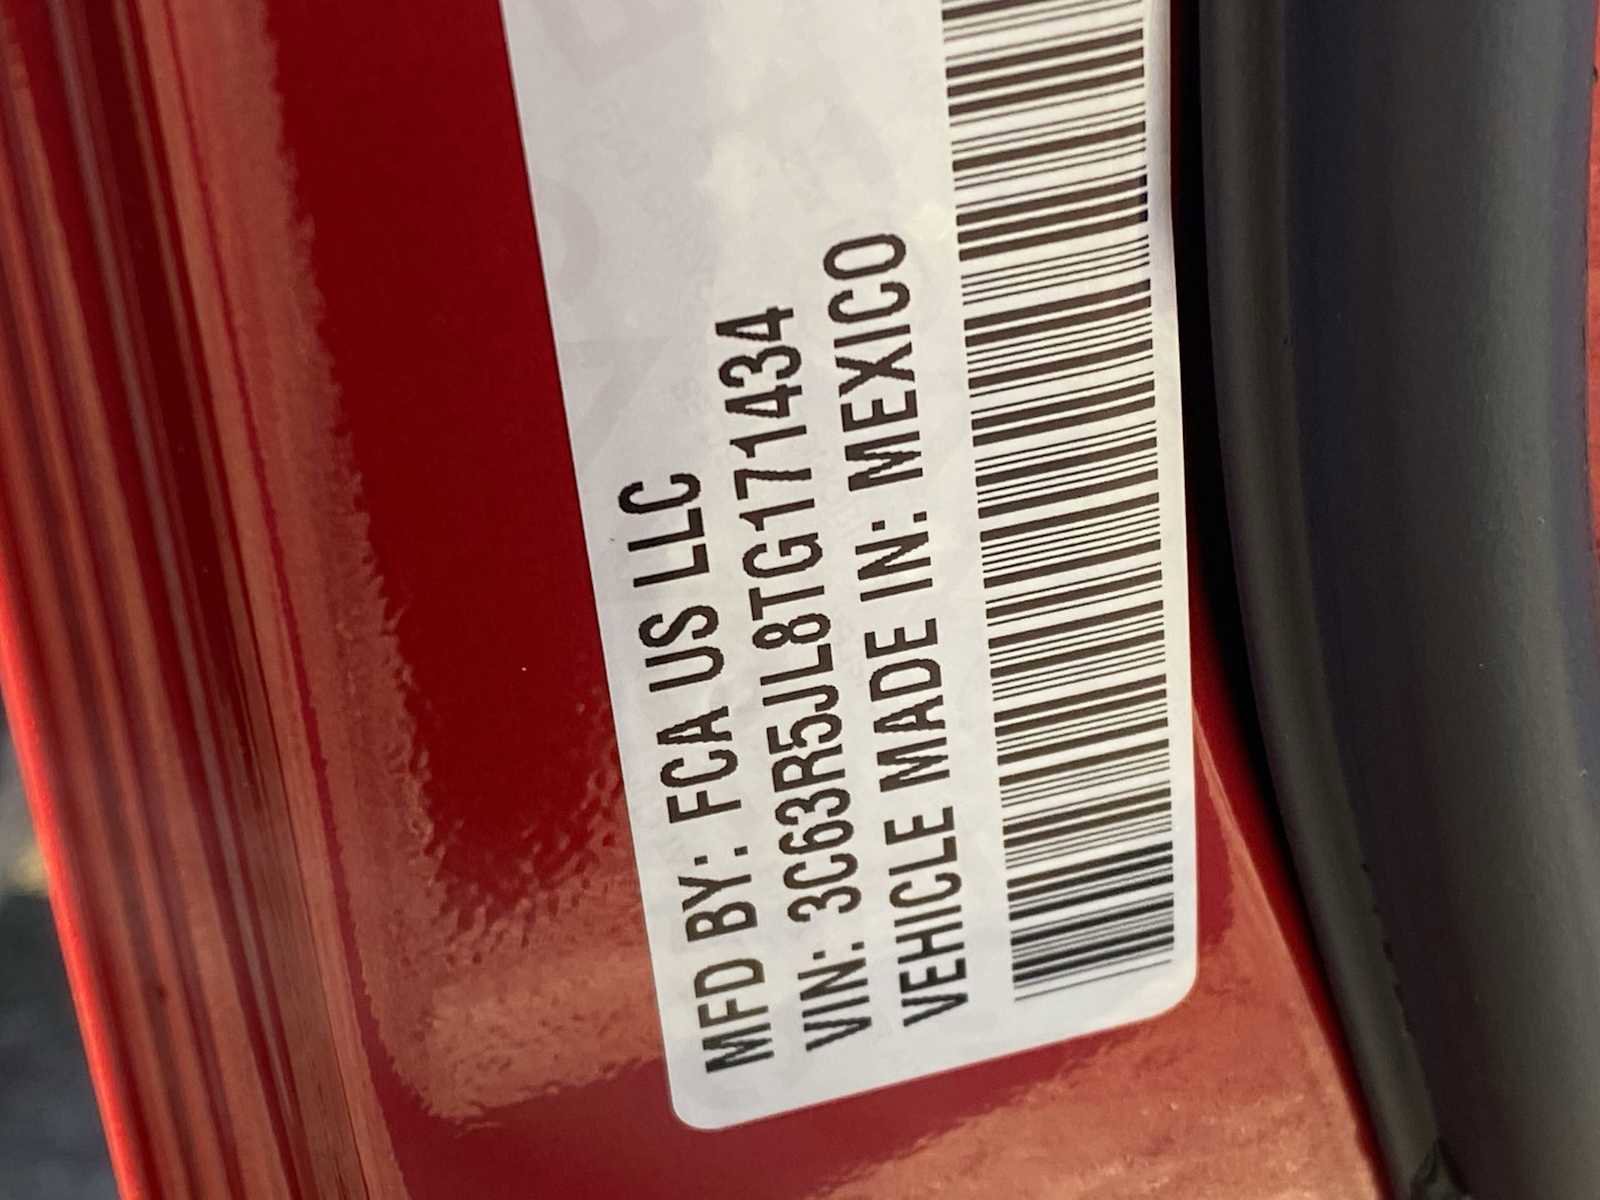 MFD BY: FCA US LLC
VIN: 3C63R5JL8TG171434
VEHICLE MADE IN: MEXICO